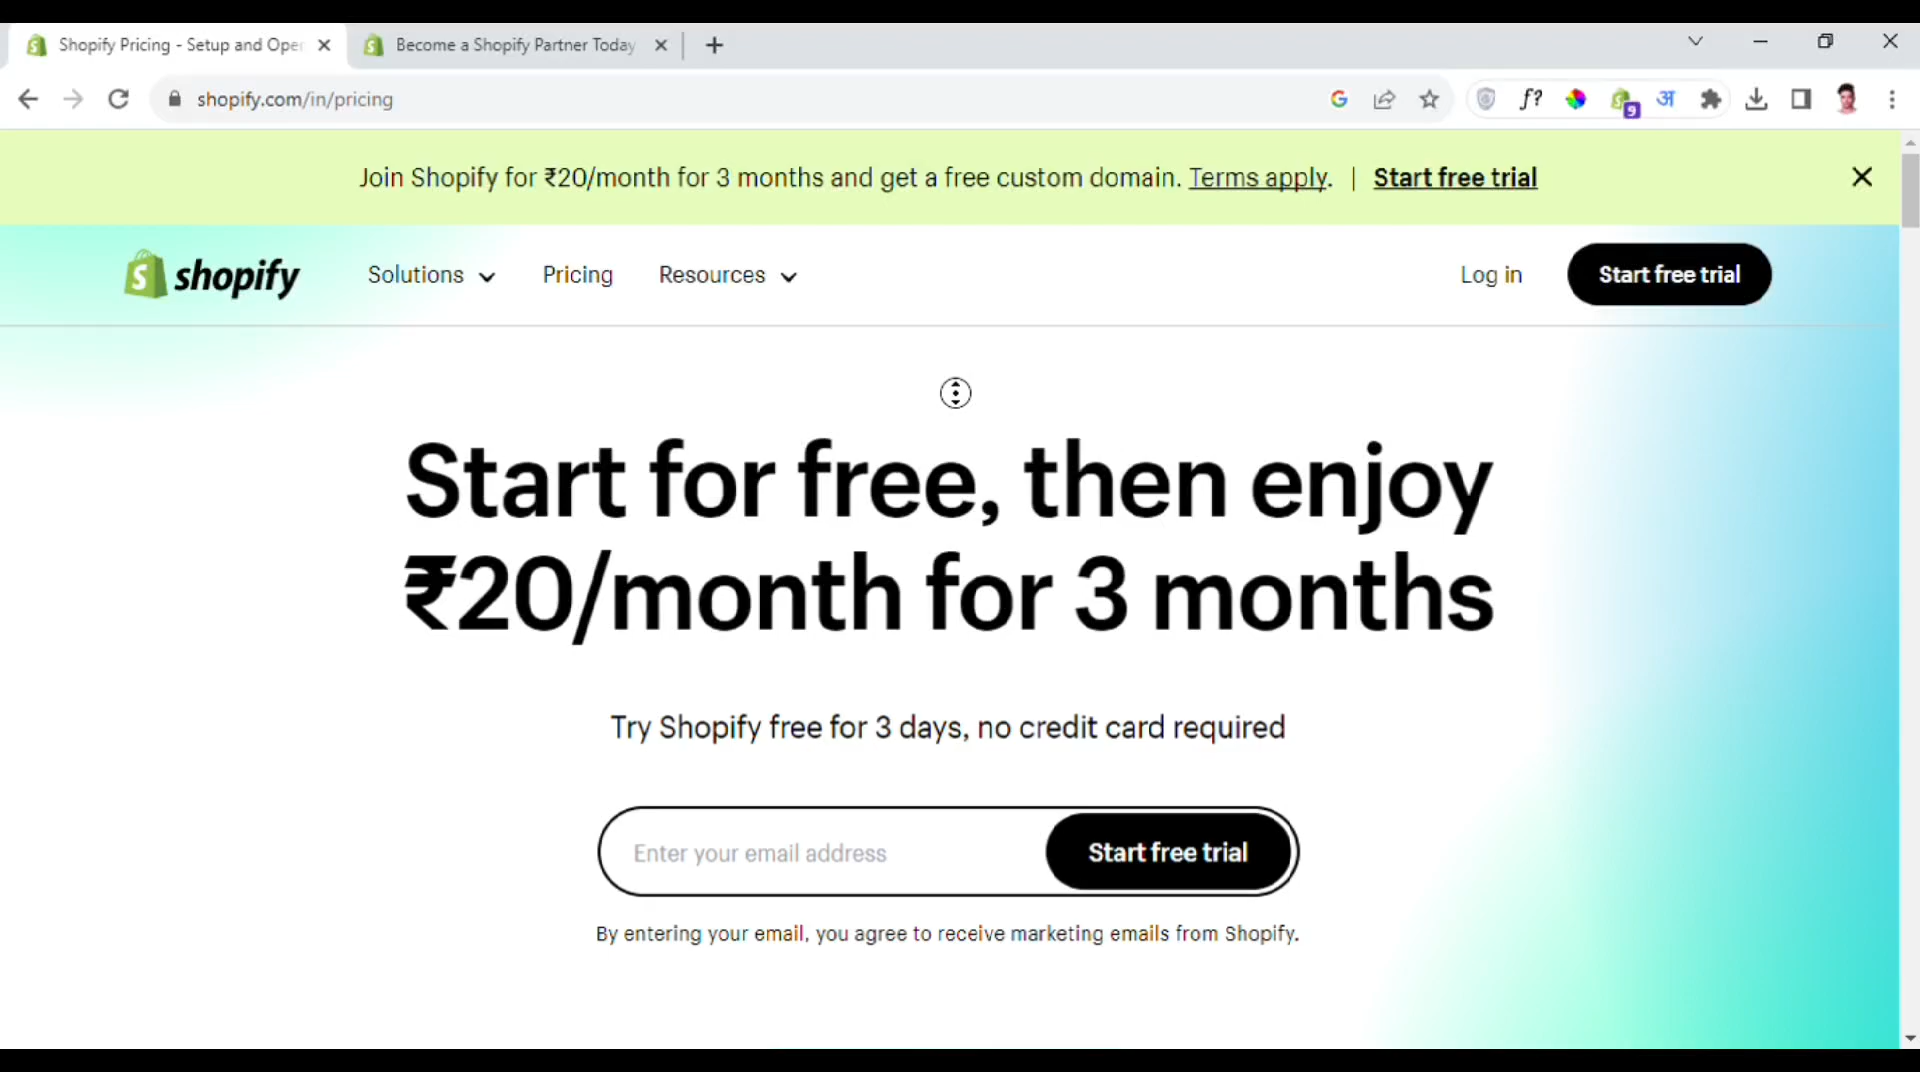 Shopify Pricing - Setup and Oper
Become a Shopify Partner Today
shopify.com/in/pricing
f?
9
अ
Join Shopify for ₹20/month for 3 months and get a free custom domain. Terms apply. | Start free trial
shopify
Solutions
Pricing
Resources
Log in
Start free trial
Start for free, then enjoy
₹20/month for 3 months
Try Shopify free for 3 days, no credit card required
Enter your email address
Start free trial
By entering your email, you agree to receive marketing emails from Shopify.